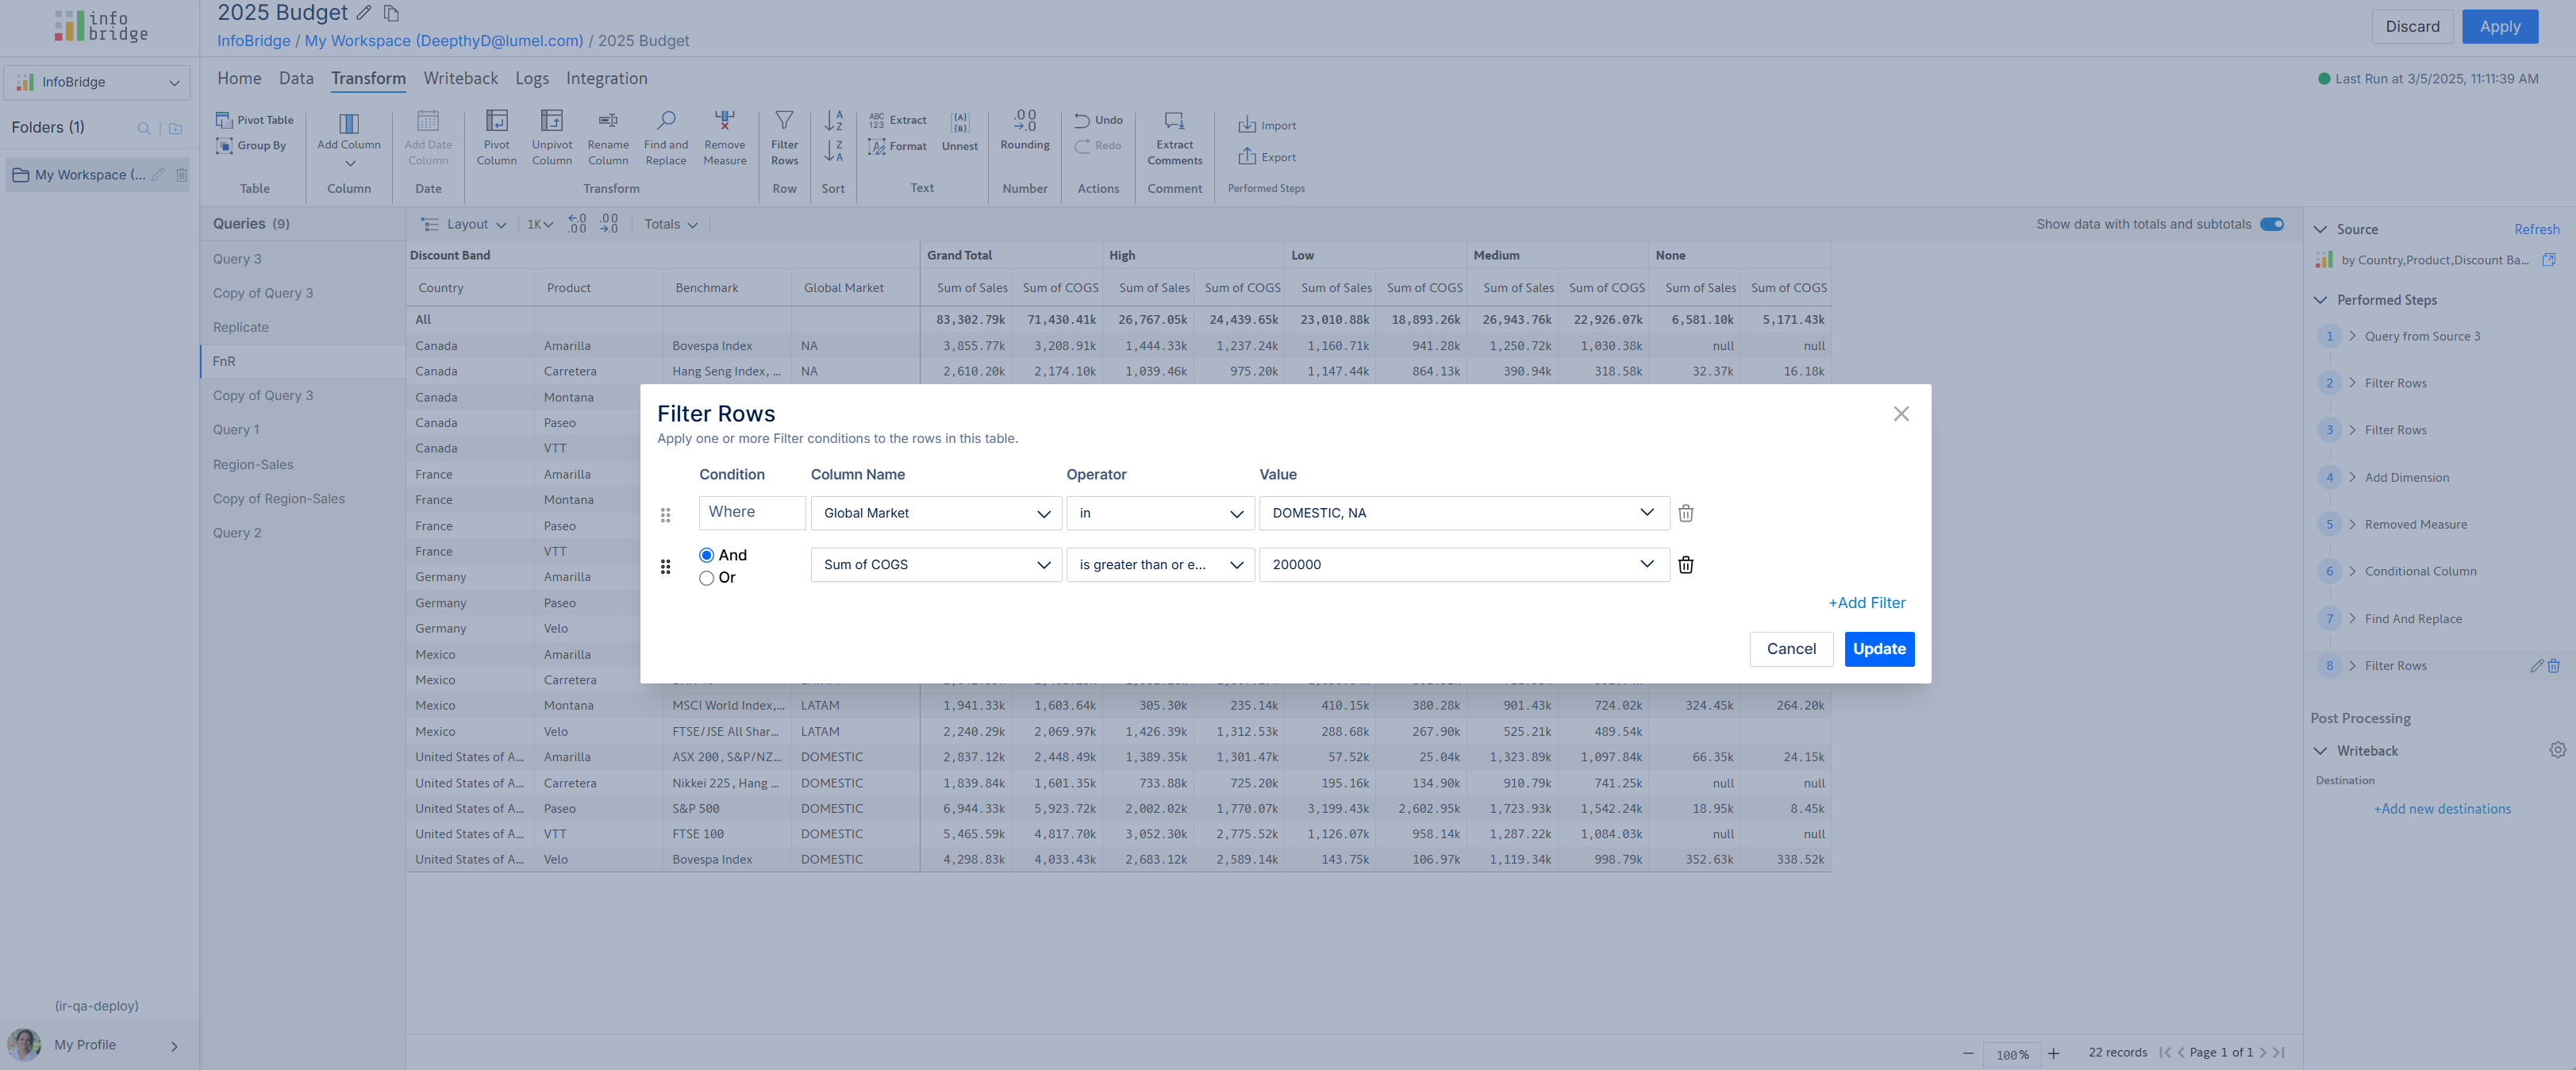 info
bridge
2025 Budget
InfoBridge / My Workspace (DeepthyD@lumel.com) / 2025 Budget
Discard
Apply
InfoBridge
Home Data Transform Writeback Logs Integration
Last Run at 3/5/2025, 11:11:39 AM
Folders (1)
My Workspace (...
Pivot Table
Group By
Table
Add Column
Column
Add Date
Column
Date
Pivot
Column
Unpivot
Column
Rename
Column
Find and
Replace
Remove
Measure
Transform
Filter
Rows
Row
Sort
Extract
Format
Unnest
Text
Rounding
Number
Undo
Redo
Actions
Extract
Comments
Comment
Import
Export
Performed Steps
Queries (9)
Query 3
Copy of Query 3
Replicate
FnR
Copy of Query 3
Query 1
Region-Sales
Copy of Region-Sales
Query 2
Layout 1K Totals
Show data with totals and subtotals
Discount Band Grand Total High Low Medium None
Country Product Benchmark Global Market Sum of Sales Sum of COGS Sum of Sales Sum of COGS Sum of Sales Sum of COGS Sum of Sales Sum of COGS Sum of Sales Sum of COGS
All 83,302.79k 71,430.41k 26,767.05k 24,439.65k 23,010.88k 18,893.26k 26,943.76k 22,926.07k 6,581.10k 5,171.43k
Canada Amarilla Bovespa Index NA 3,855.77k 3,208.91k 1,444.33k 1,237.24k 1,160.71k 941.28k 1,250.72k 1,030.38k null null
Canada Carretera Hang Seng Index, ... NA 2,610.20k 2,174.10k 1,039.46k 975.20k 1,147.44k 864.13k 390.94k 318.58k 32.37k 16.18k
Canada Montana
Canada Paseo
Canada VTT
France Amarilla
France Montana
France Paseo
France VTT
Germany Amarilla
Germany Paseo
Germany Velo
Mexico Amarilla
Mexico Carretera
Mexico Montana MSCI World Index,... LATAM 1,941.33k 1,603.64k 305.30k 235.14k 410.15k 380.28k 901.43k 724.02k 324.45k 264.20k
Mexico Velo FTSE/JSE All Shar... LATAM 2,240.29k 2,069.97k 1,426.39k 1,312.53k 288.68k 267.90k 525.21k 489.54k
United States of A... Amarilla ASX 200, S&P/NZ... DOMESTIC 2,837.12k 2,448.49k 1,389.35k 1,301.47k 57.52k 25.04k 1,323.89k 1,097.84k 66.35k 24.15k
United States of A... Carretera Nikkei 225, Hang ... DOMESTIC 1,839.84k 1,601.35k 733.88k 725.20k 195.16k 134.90k 910.79k 741.25k null null
United States of A... Paseo S&P 500 DOMESTIC 6,944.33k 5,923.72k 2,002.02k 1,770.07k 3,199.43k 2,602.95k 1,723.93k 1,542.24k 18.95k 8.45k
United States of A... VTT FTSE 100 DOMESTIC 5,465.59k 4,817.70k 3,052.30k 2,775.52k 1,126.07k 958.14k 1,287.22k 1,084.03k null null
United States of A... Velo Bovespa Index DOMESTIC 4,298.83k 4,033.43k 2,683.12k 2,589.14k 143.75k 106.97k 1,119.34k 998.79k 352.63k 338.52k
Filter Rows
Apply one or more Filter conditions to the rows in this table.
Condition Column Name Operator Value
Where Global Market in DOMESTIC, NA
And
Or
Sum of COGS is greater than or e... 200000
+Add Filter
Cancel
Update
Source Refresh
by Country,Product,Discount Ba...
Performed Steps
1 Query from Source 3
2 Filter Rows
3 Filter Rows
4 Add Dimension
5 Removed Measure
6 Conditional Column
7 Find And Replace
8 Filter Rows
Post Processing
Writeback
Destination
+Add new destinations
(ir-qa-deploy)
My Profile
100% 22 records Page 1 of 1